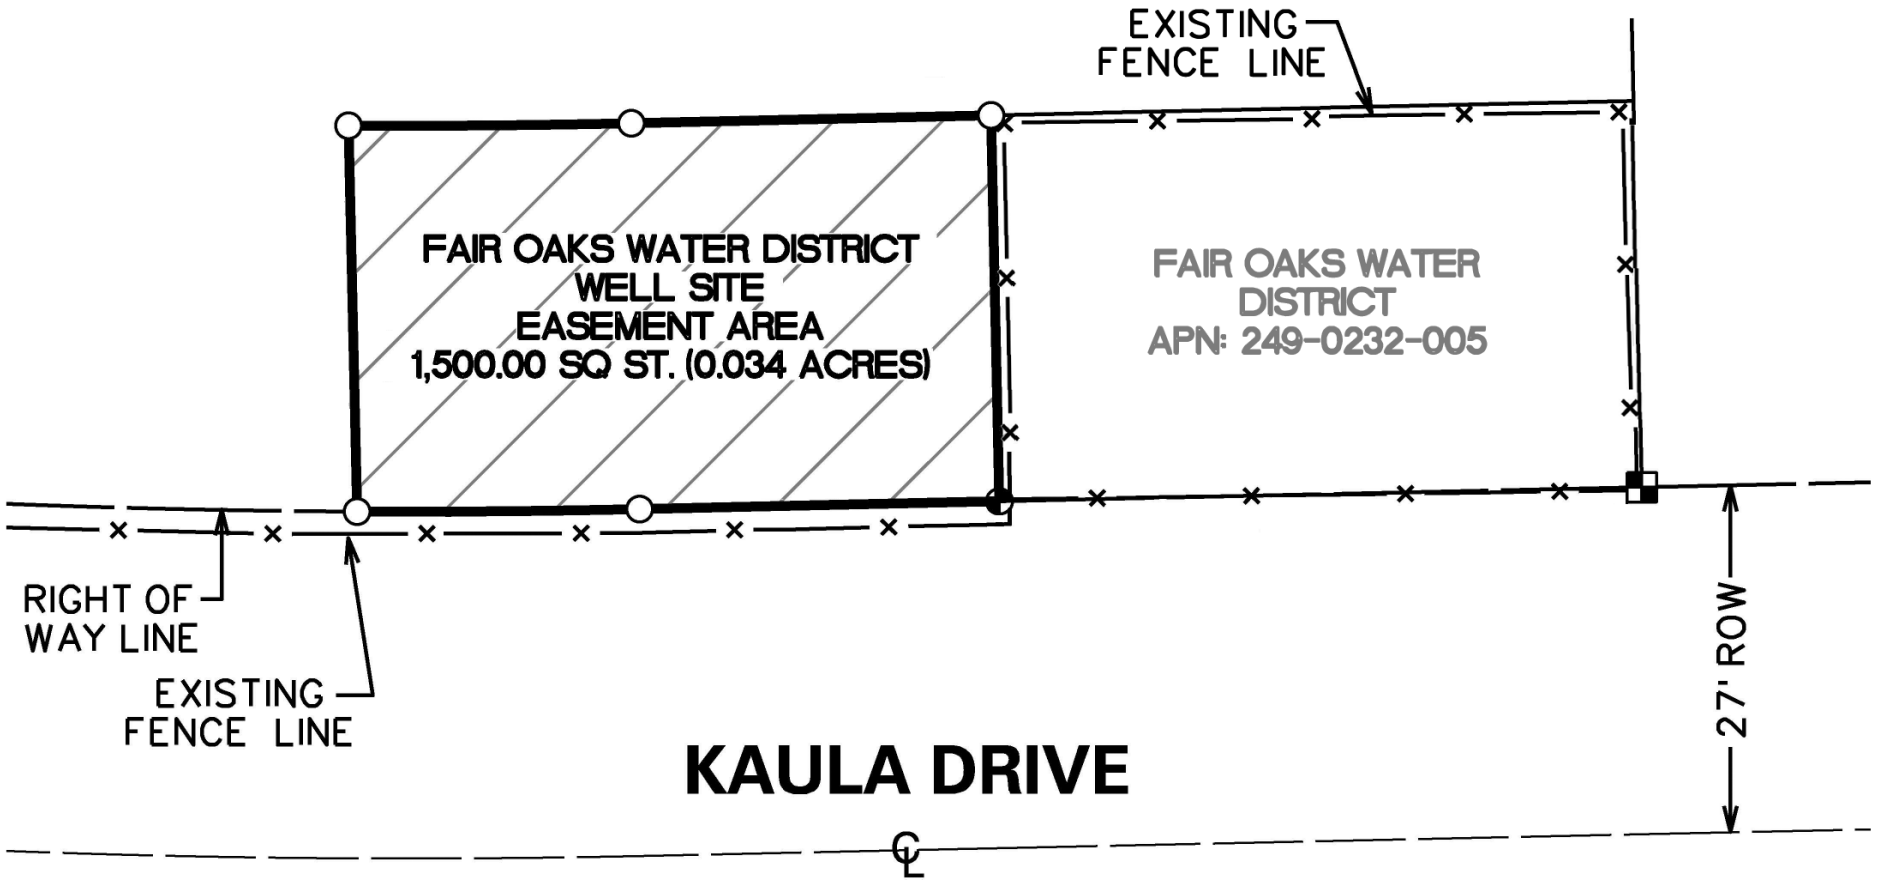 EXISTING
FENCE LINE
FAIR OAKS WATER DISTRICT
WELL SITE
EASEMENT AREA
1,500.00 SQ ST. (0.034 ACRES)
FAIR OAKS WATER
DISTRICT
APN: 249-0232-005
RIGHT OF
WAY LINE
EXISTING
FENCE LINE
27' ROW
KAULA DRIVE
CL